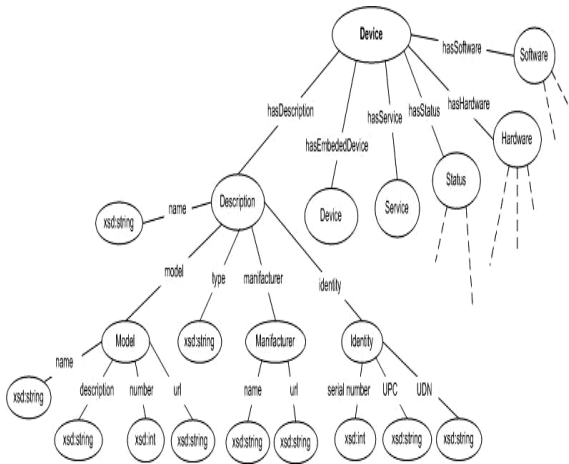 Device
hasSoftware
Software
hasDescription
hasEmbededDevice
hasService
hasStatus
hasHardware
Hardware
Status
Description
name
xsd:string
Device
Service
model
type
manifacturer
identity
Model
xsd:string
Manifacturer
Identity
name
xsd:string
description
number
url
name
url
serial number
UPC
UDN
xsd:string
xsd:int
xsd:string
xsd:string
xsd:string
xsd:int
xsd:string
xsd:string